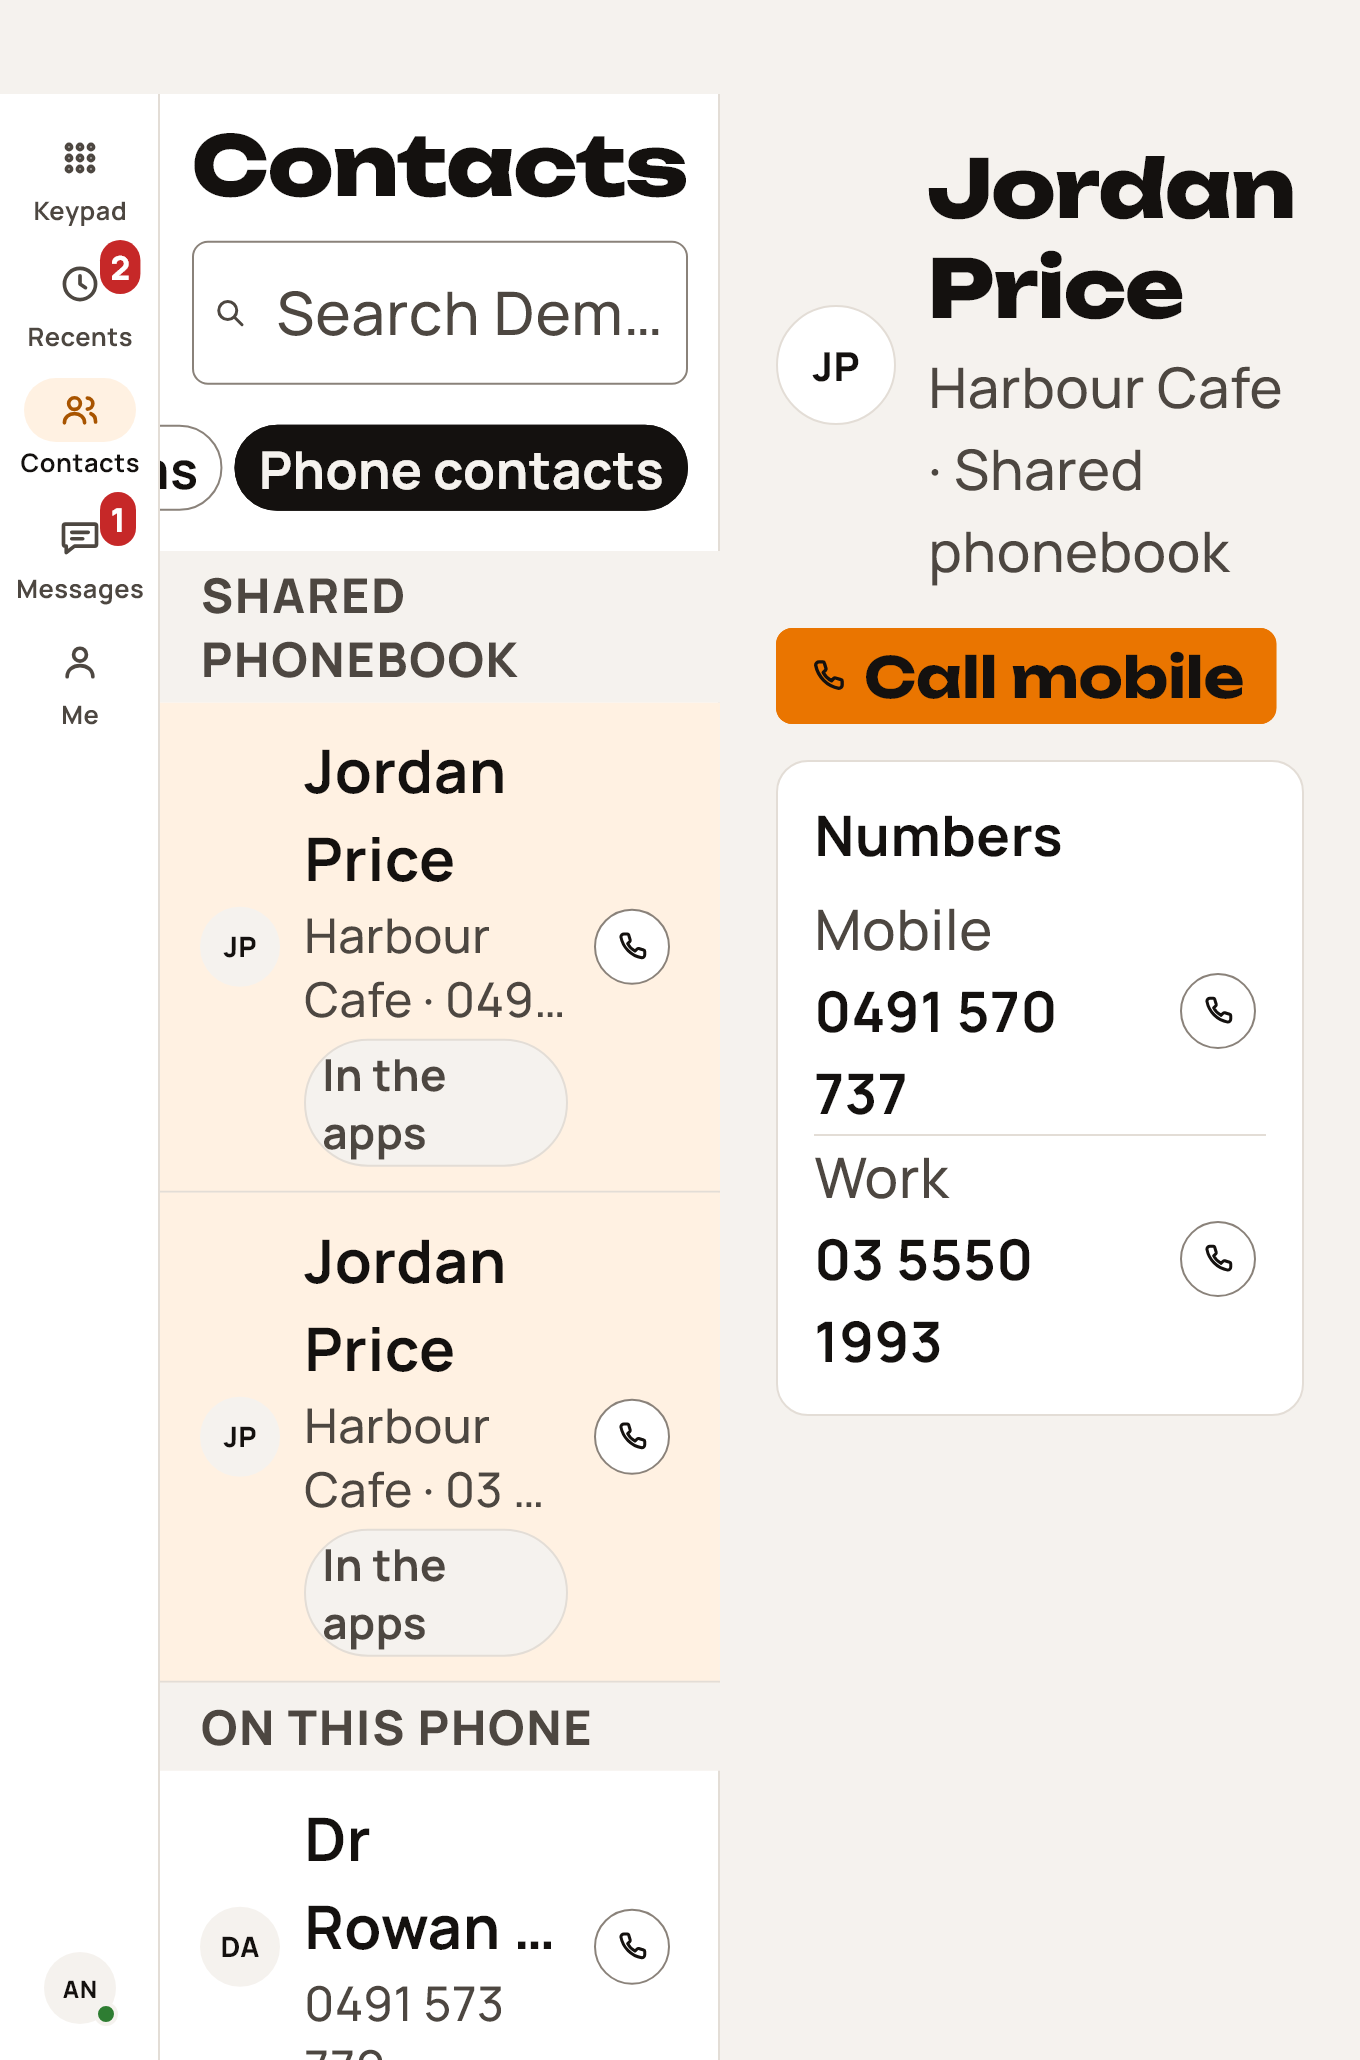 Keypad
2
Recents
Contacts
1
Messages
Me
AN
Contacts
Search Dem...
ns
Phone contacts
SHARED
PHONEBOOK
Jordan
Price
JP
Harbour
Cafe · 049...
In the
apps
Jordan
Price
JP
Harbour
Cafe · 03 ...
In the
apps
ON THIS PHONE
Dr
Rowan ...
DA
0491 573
Jordan
Price
JP
Harbour Cafe
· Shared
phonebook
Call mobile
Numbers
Mobile
0491 570
737
Work
03 5550
1993